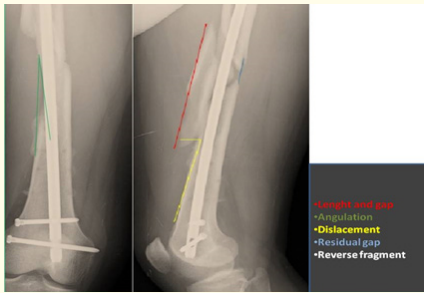 •Lenght and gap
•Angulation
•Dislacement
•Residual gap
•Reverse fragment